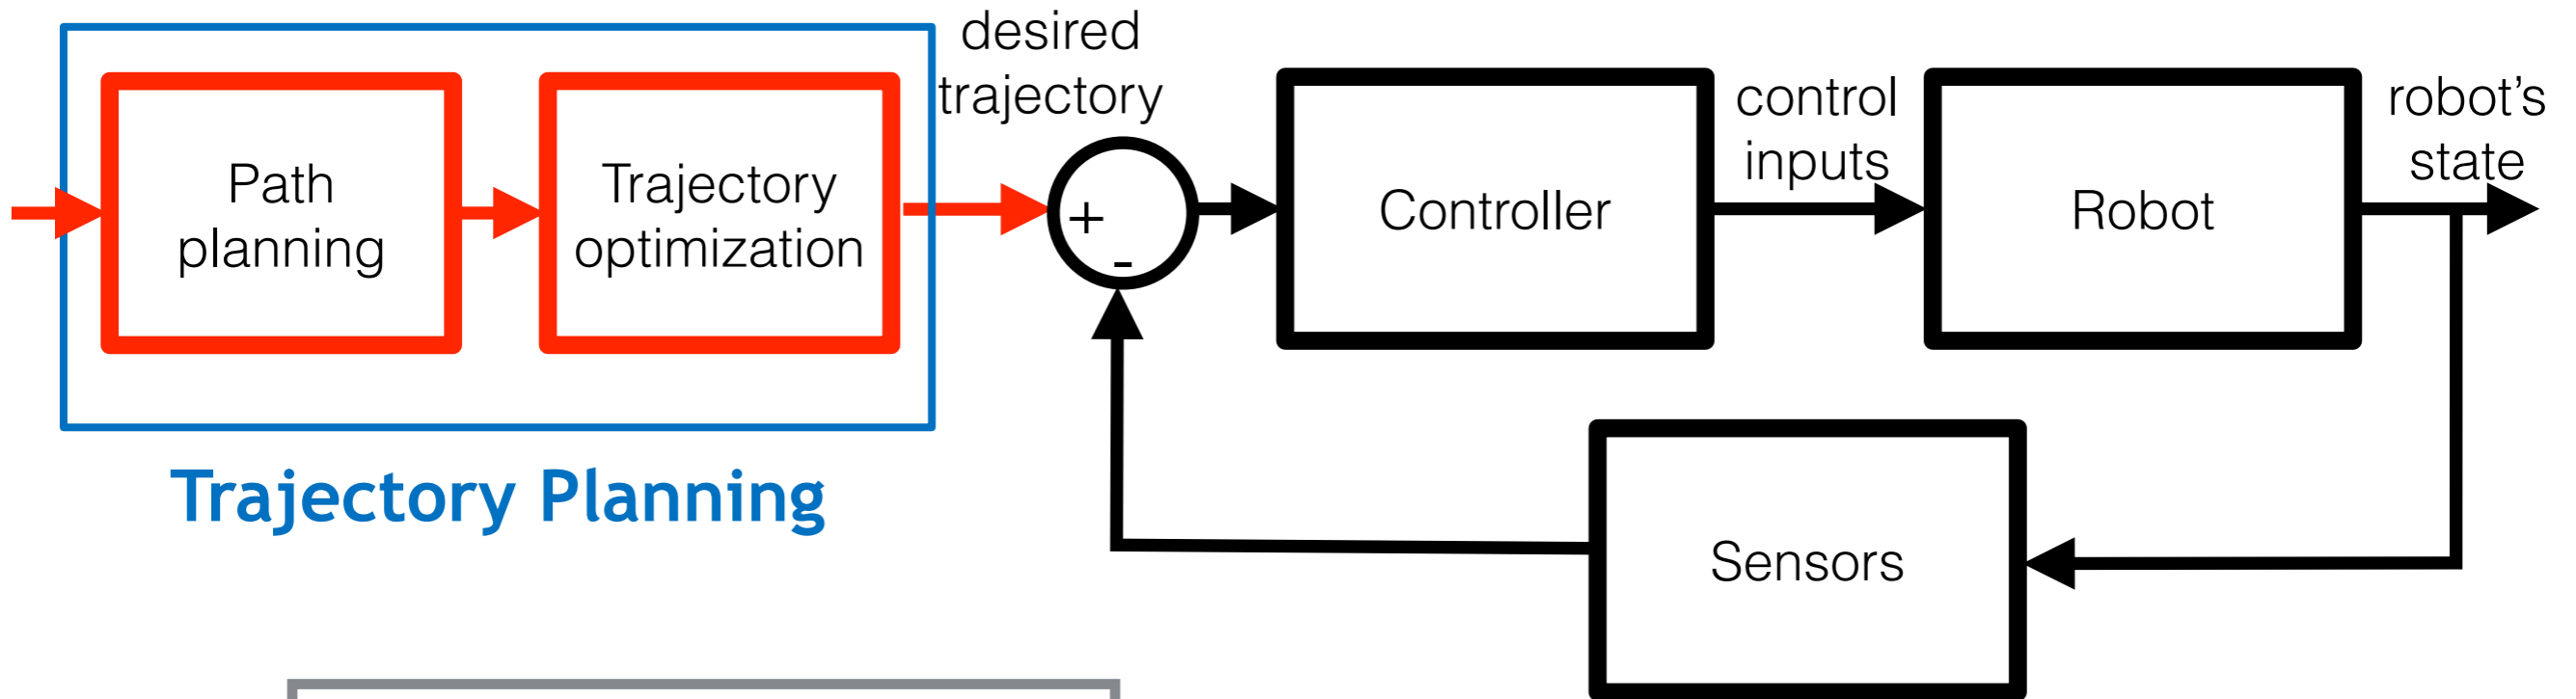 desired
trajectory
Path
planning
Trajectory
optimization
+
-
Controller
control
inputs
Robot
robot’s
state
Trajectory Planning
Sensors